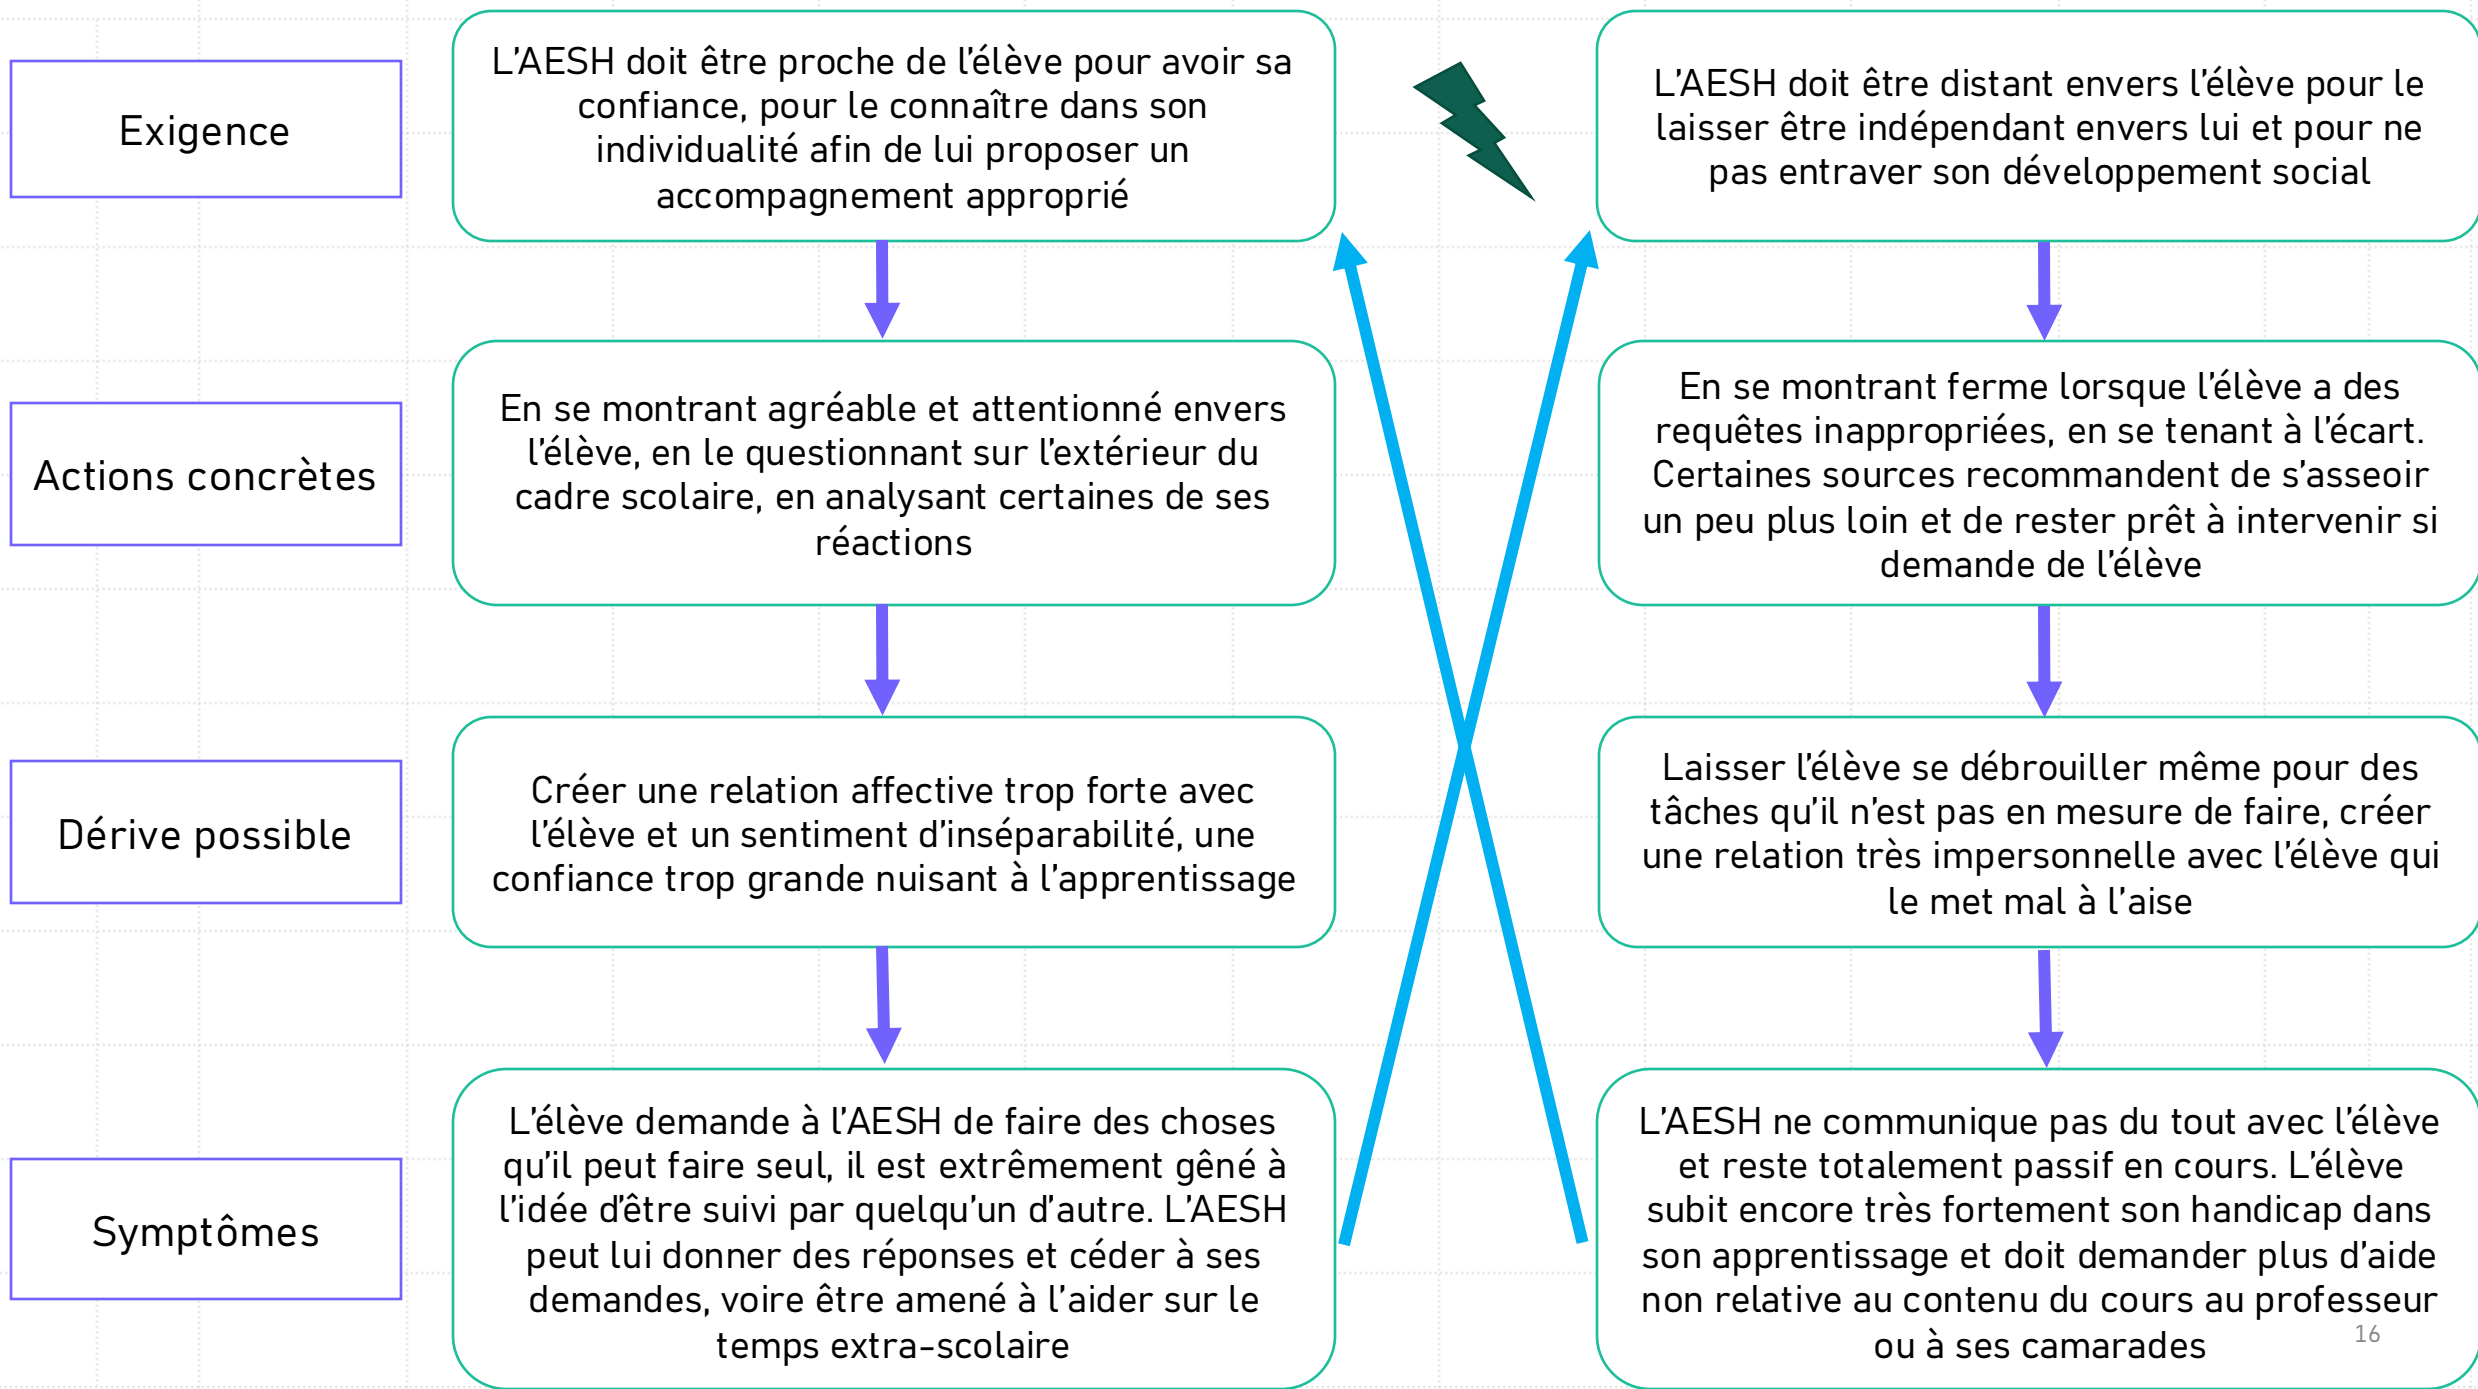 Exigence
L'AESH doit être proche de l'élève pour avoir sa
confiance, pour le connaître dans son
individualité afin de lui proposer un
accompagnement approprié
L'AESH doit être distant envers l'élève pour le
laisser être indépendant envers lui et pour ne
pas entraver son développement social
Actions concrètes
En se montrant agréable et attentionné envers
l'élève, en le questionnant sur l'extérieur du
cadre scolaire, en analysant certaines de ses
réactions
En se montrant ferme lorsque l'élève a des
requêtes inappropriées, en se tenant à l'écart.
Certaines sources recommandent de s'asseoir
un peu plus loin et de rester prêt à intervenir si
demande de l'élève
Dérive possible
Créer une relation affective trop forte avec
l'élève et un sentiment d'inséparabilité, une
confiance trop grande nuisant à l'apprentissage
Laisser l'élève se débrouiller même pour des
tâches qu'il n'est pas en mesure de faire, créer
une relation très impersonnelle avec l'élève qui
le met mal à l'aise
Symptômes
L'élève demande à l'AESH de faire des choses
qu'il peut faire seul, il est extrêmement gêné à
l'idée d'être suivi par quelqu'un d'autre. L'AESH
peut lui donner des réponses et céder à ses
demandes, voire être amené à l'aider sur le
temps extra-scolaire
L'AESH ne communique pas du tout avec l'élève
et reste totalement passif en cours. L'élève
subit encore très fortement son handicap dans
son apprentissage et doit demander plus d'aide
non relative au contenu du cours au professeur
ou à ses camarades
16